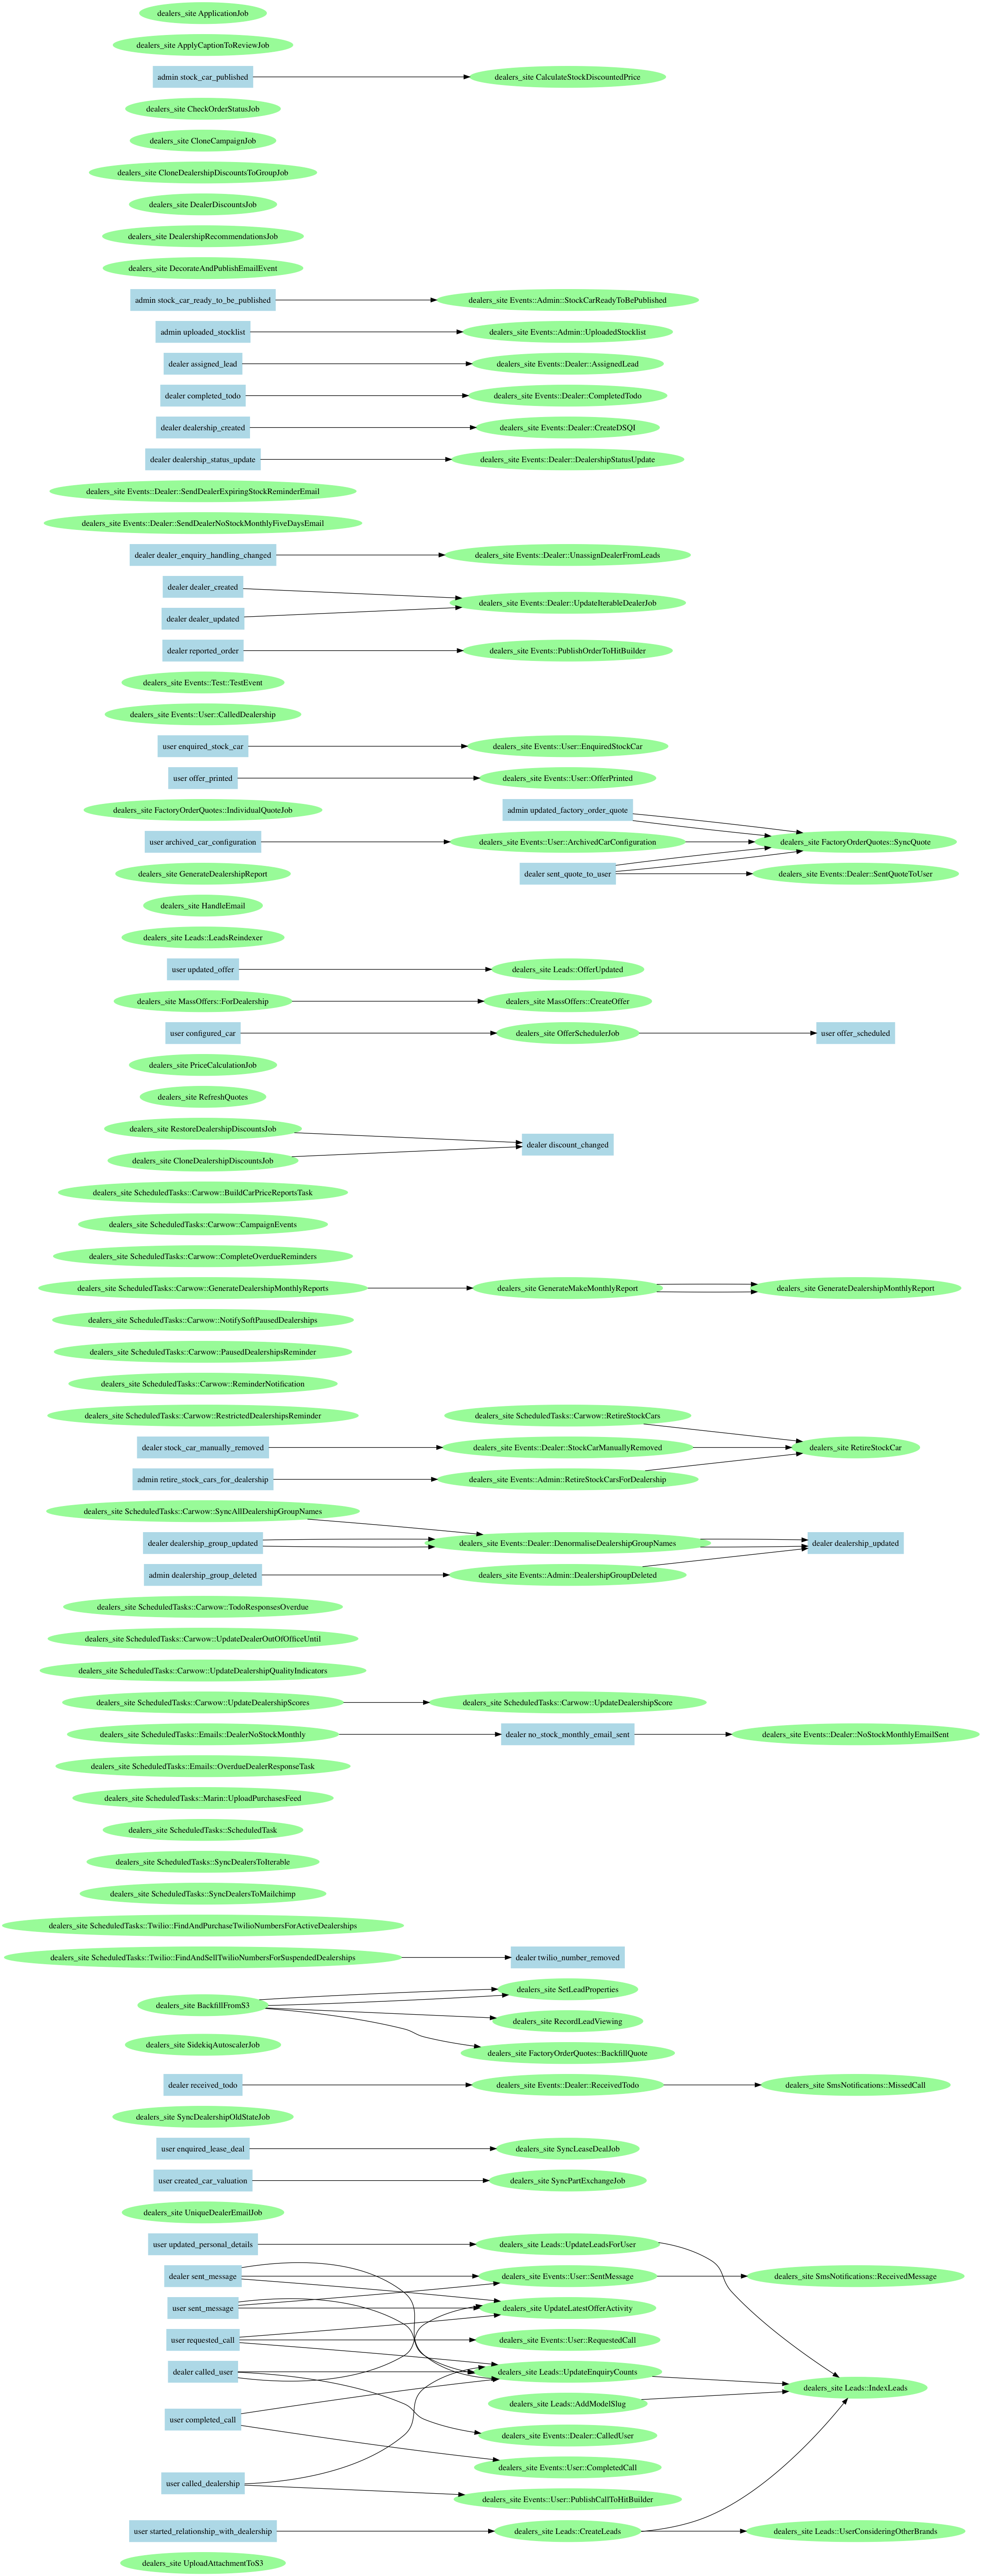 dealers_site ApplicationJob
dealers_site ApplyCaptionToReviewJob
admin stock_car_published
dealers_site CalculateStockDiscountedPrice
dealers_site CheckOrderStatusJob
dealers_site CloneCampaignJob
dealers_site CloneDealershipDiscountsToGroupJob
dealers_site DealerDiscountsJob
dealers_site DealershipRecommendationsJob
dealers_site DecorateAndPublishEmailEvent
admin stock_car_ready_to_be_published
dealers_site Events::Admin::StockCarReadyToBePublished
admin uploaded_stocklist
dealers_site Events::Admin::UploadedStocklist
dealer assigned_lead
dealers_site Events::Dealer::AssignedLead
dealer completed_todo
dealers_site Events::Dealer::CompletedTodo
dealer dealership_created
dealers_site Events::Dealer::CreateDSQI
dealer dealership_status_update
dealers_site Events::Dealer::DealershipStatusUpdate
dealers_site Events::Dealer::SendDealerExpiringStockReminderEmail
dealers_site Events::Dealer::SendDealerNoStockMonthlyFiveDaysEmail
dealer dealer_enquiry_handling_changed
dealers_site Events::Dealer::UnassignDealerFromLeads
dealer dealer_created
dealers_site Events::Dealer::UpdateIterableDealerJob
dealer dealer_updated
dealer reported_order
dealers_site Events::PublishOrderToHitBuilder
dealers_site Events::Test::TestEvent
dealers_site Events::User::CalledDealership
user enquired_stock_car
dealers_site Events::User::EnquiredStockCar
user offer_printed
dealers_site Events::User::OfferPrinted
dealers_site FactoryOrderQuotes::IndividualQuoteJob
admin updated_factory_order_quote
user archived_car_configuration
dealers_site Events::User::ArchivedCarConfiguration
dealers_site FactoryOrderQuotes::SyncQuote
dealers_site GenerateDealershipReport
dealer sent_quote_to_user
dealers_site Events::Dealer::SentQuoteToUser
dealers_site HandleEmail
dealers_site Leads::LeadsReindexer
user updated_offer
dealers_site Leads::OfferUpdated
dealers_site MassOffers::ForDealership
dealers_site MassOffers::CreateOffer
user configured_car
dealers_site OfferSchedulerJob
user offer_scheduled
dealers_site PriceCalculationJob
dealers_site RefreshQuotes
dealers_site RestoreDealershipDiscountsJob
dealer discount_changed
dealers_site CloneDealershipDiscountsJob
dealers_site ScheduledTasks::Carwow::BuildCarPriceReportsTask
dealers_site ScheduledTasks::Carwow::CampaignEvents
dealers_site ScheduledTasks::Carwow::CompleteOverdueReminders
dealers_site ScheduledTasks::Carwow::GenerateDealershipMonthlyReports
dealers_site GenerateMakeMonthlyReport
dealers_site GenerateDealershipMonthlyReport
dealers_site ScheduledTasks::Carwow::NotifySoftPausedDealerships
dealers_site ScheduledTasks::Carwow::PausedDealershipsReminder
dealers_site ScheduledTasks::Carwow::ReminderNotification
dealers_site ScheduledTasks::Carwow::RestrictedDealershipsReminder
dealers_site ScheduledTasks::Carwow::RetireStockCars
dealer stock_car_manually_removed
dealers_site Events::Dealer::StockCarManuallyRemoved
dealers_site RetireStockCar
admin retire_stock_cars_for_dealership
dealers_site Events::Admin::RetireStockCarsForDealership
dealers_site ScheduledTasks::Carwow::SyncAllDealershipGroupNames
dealer dealership_group_updated
dealers_site Events::Dealer::DenormaliseDealershipGroupNames
dealer dealership_updated
admin dealership_group_deleted
dealers_site Events::Admin::DealershipGroupDeleted
dealers_site ScheduledTasks::Carwow::TodoResponsesOverdue
dealers_site ScheduledTasks::Carwow::UpdateDealerOutOfOfficeUntil
dealers_site ScheduledTasks::Carwow::UpdateDealershipQualityIndicators
dealers_site ScheduledTasks::Carwow::UpdateDealershipScores
dealers_site ScheduledTasks::Carwow::UpdateDealershipScore
dealers_site ScheduledTasks::Emails::DealerNoStockMonthly
dealer no_stock_monthly_email_sent
dealers_site Events::Dealer::NoStockMonthlyEmailSent
dealers_site ScheduledTasks::Emails::OverdueDealerResponseTask
dealers_site ScheduledTasks::Marin::UploadPurchasesFeed
dealers_site ScheduledTasks::ScheduledTask
dealers_site ScheduledTasks::SyncDealersToIterable
dealers_site ScheduledTasks::SyncDealersToMailchimp
dealers_site ScheduledTasks::Twilio::FindAndPurchaseTwilioNumbersForActiveDealerships
dealers_site ScheduledTasks::Twilio::FindAndSellTwilioNumbersForSuspendedDealerships
dealer twilio_number_removed
dealers_site SetLeadProperties
dealers_site BackfillFromS3
dealers_site RecordLeadViewing
dealers_site SidekiqAutoscalerJob
dealers_site FactoryOrderQuotes::BackfillQuote
dealer received_todo
dealers_site Events::Dealer::ReceivedTodo
dealers_site SmsNotifications::MissedCall
dealers_site SyncDealershipOldStateJob
user enquired_lease_deal
dealers_site SyncLeaseDealJob
user created_car_valuation
dealers_site SyncPartExchangeJob
dealers_site UniqueDealerEmailJob
user updated_personal_details
dealers_site Leads::UpdateLeadsForUser
dealer sent_message
dealers_site Events::User::SentMessage
dealers_site SmsNotifications::ReceivedMessage
user sent_message
dealers_site UpdateLatestOfferActivity
user requested_call
dealers_site Events::User::RequestedCall
dealer called_user
dealers_site Leads::UpdateEnquiryCounts
dealers_site Leads::IndexLeads
dealers_site Leads::AddModelSlug
user completed_call
dealers_site Events::Dealer::CalledUser
dealers_site Events::User::CompletedCall
user called_dealership
dealers_site Events::User::PublishCallToHitBuilder
user started_relationship_with_dealership
dealers_site Leads::CreateLeads
dealers_site Leads::UserConsideringOtherBrands
dealers_site UploadAttachmentToS3